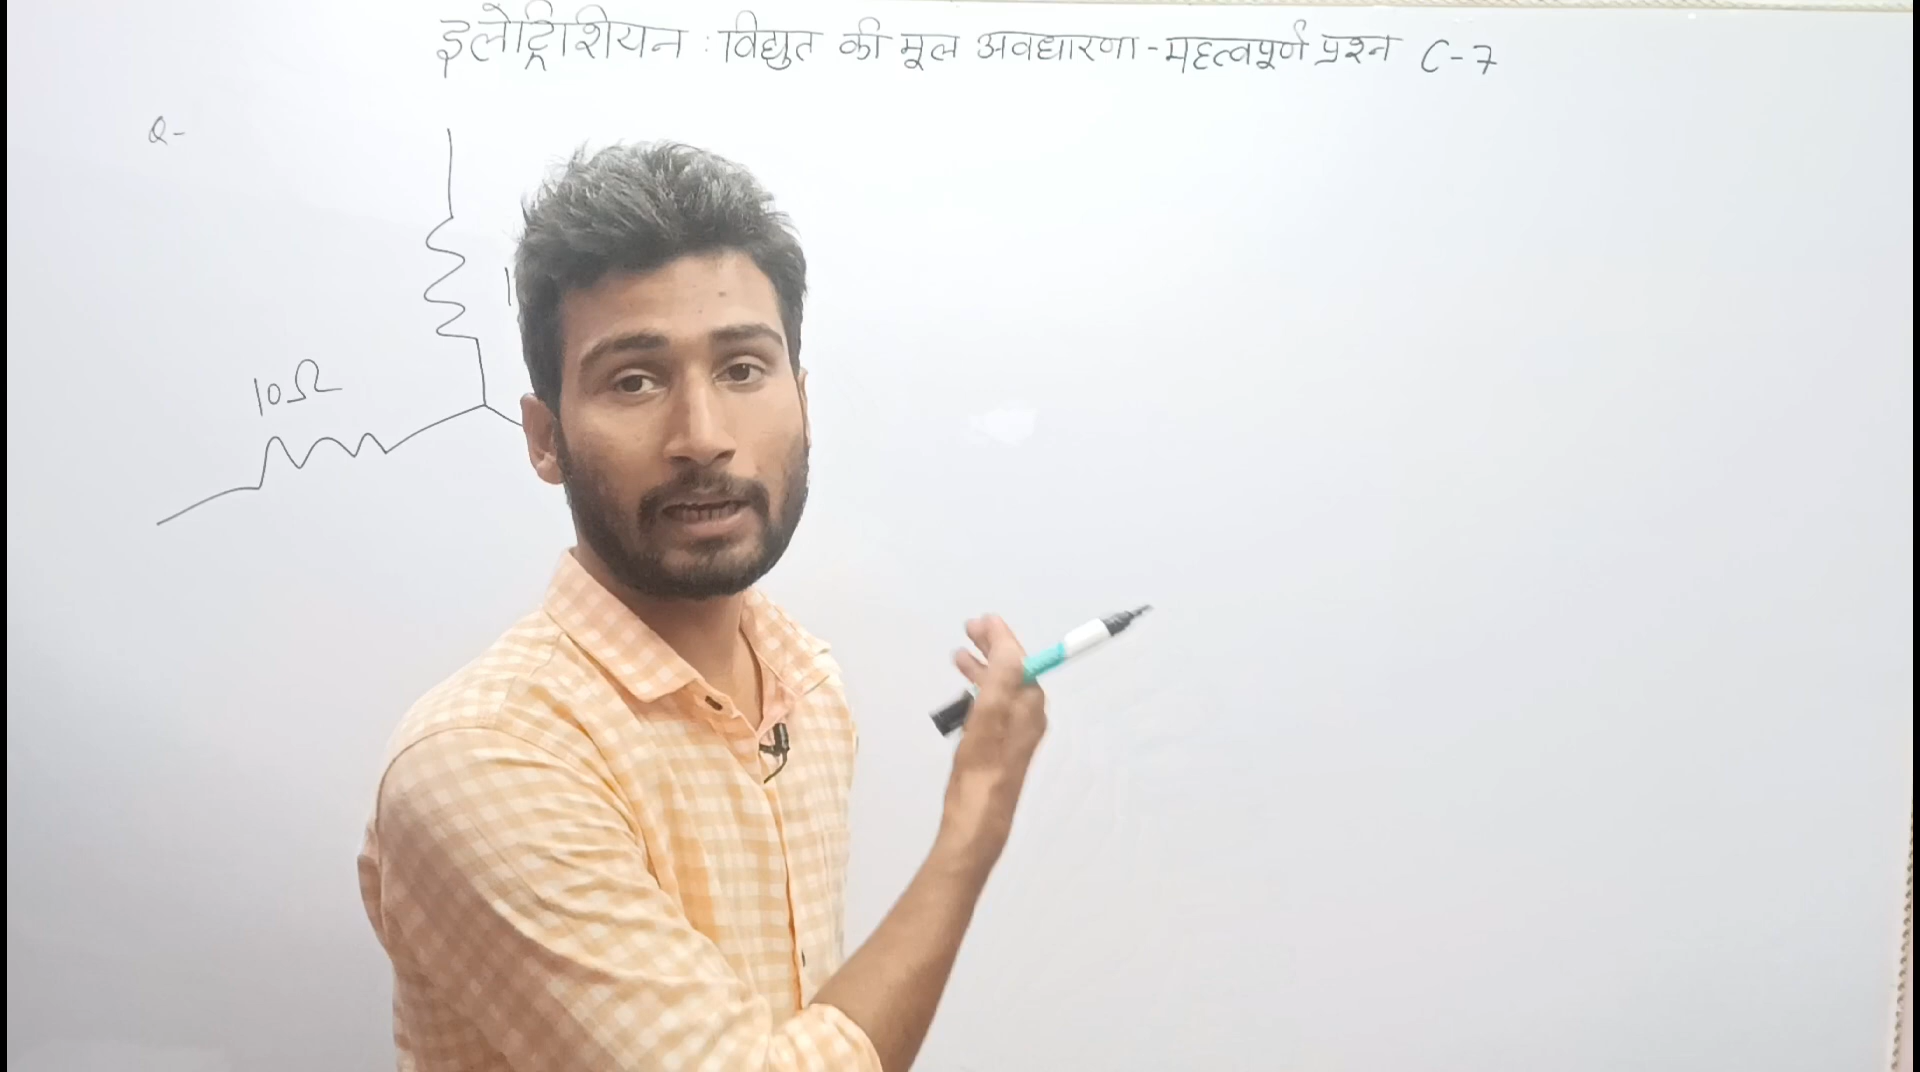 इलेट्रिशियन : विद्युत की मूल अवधारणा - महत्वपूर्ण प्रश्न C-7
Q-
10Ω